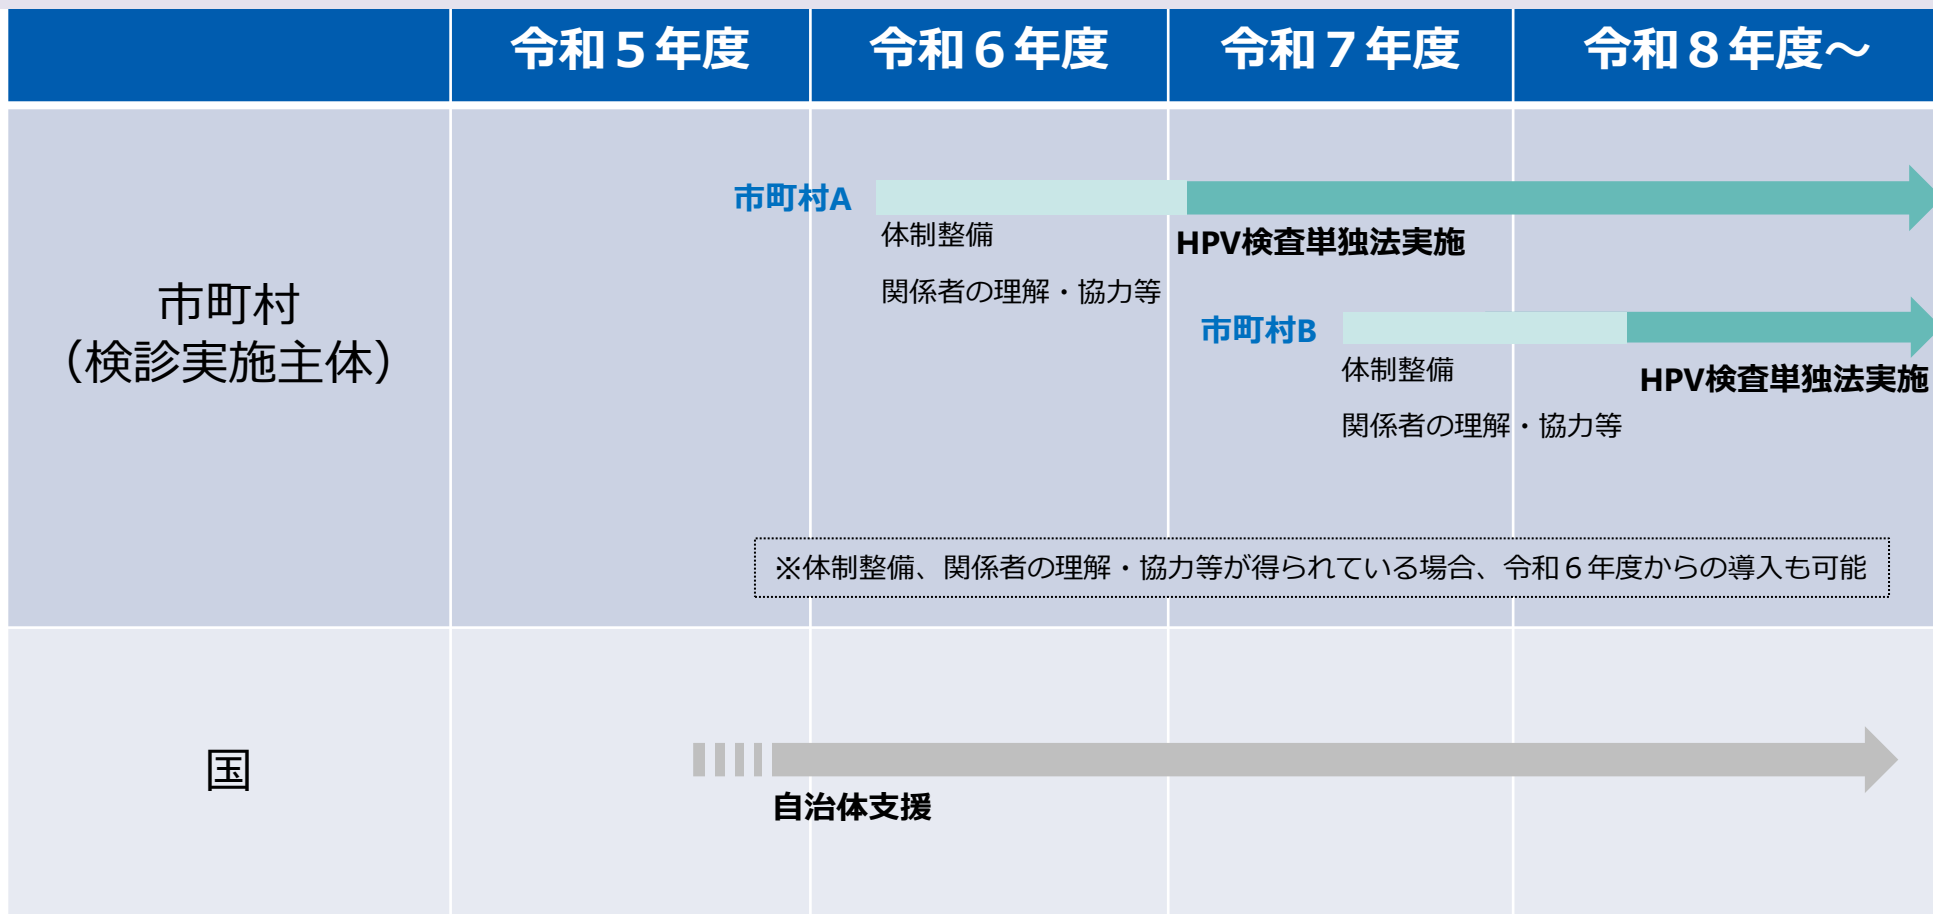 令和５年度
令和６年度
令和７年度
令和８年度～
市町村
（検診実施主体）
市町村A
体制整備
関係者の理解・協力等
HPV検査単独法実施
市町村B
体制整備
関係者の理解・協力等
HPV検査単独法実施
※体制整備、関係者の理解・協力等が得られている場合、令和６年度からの導入も可能
国
自治体支援